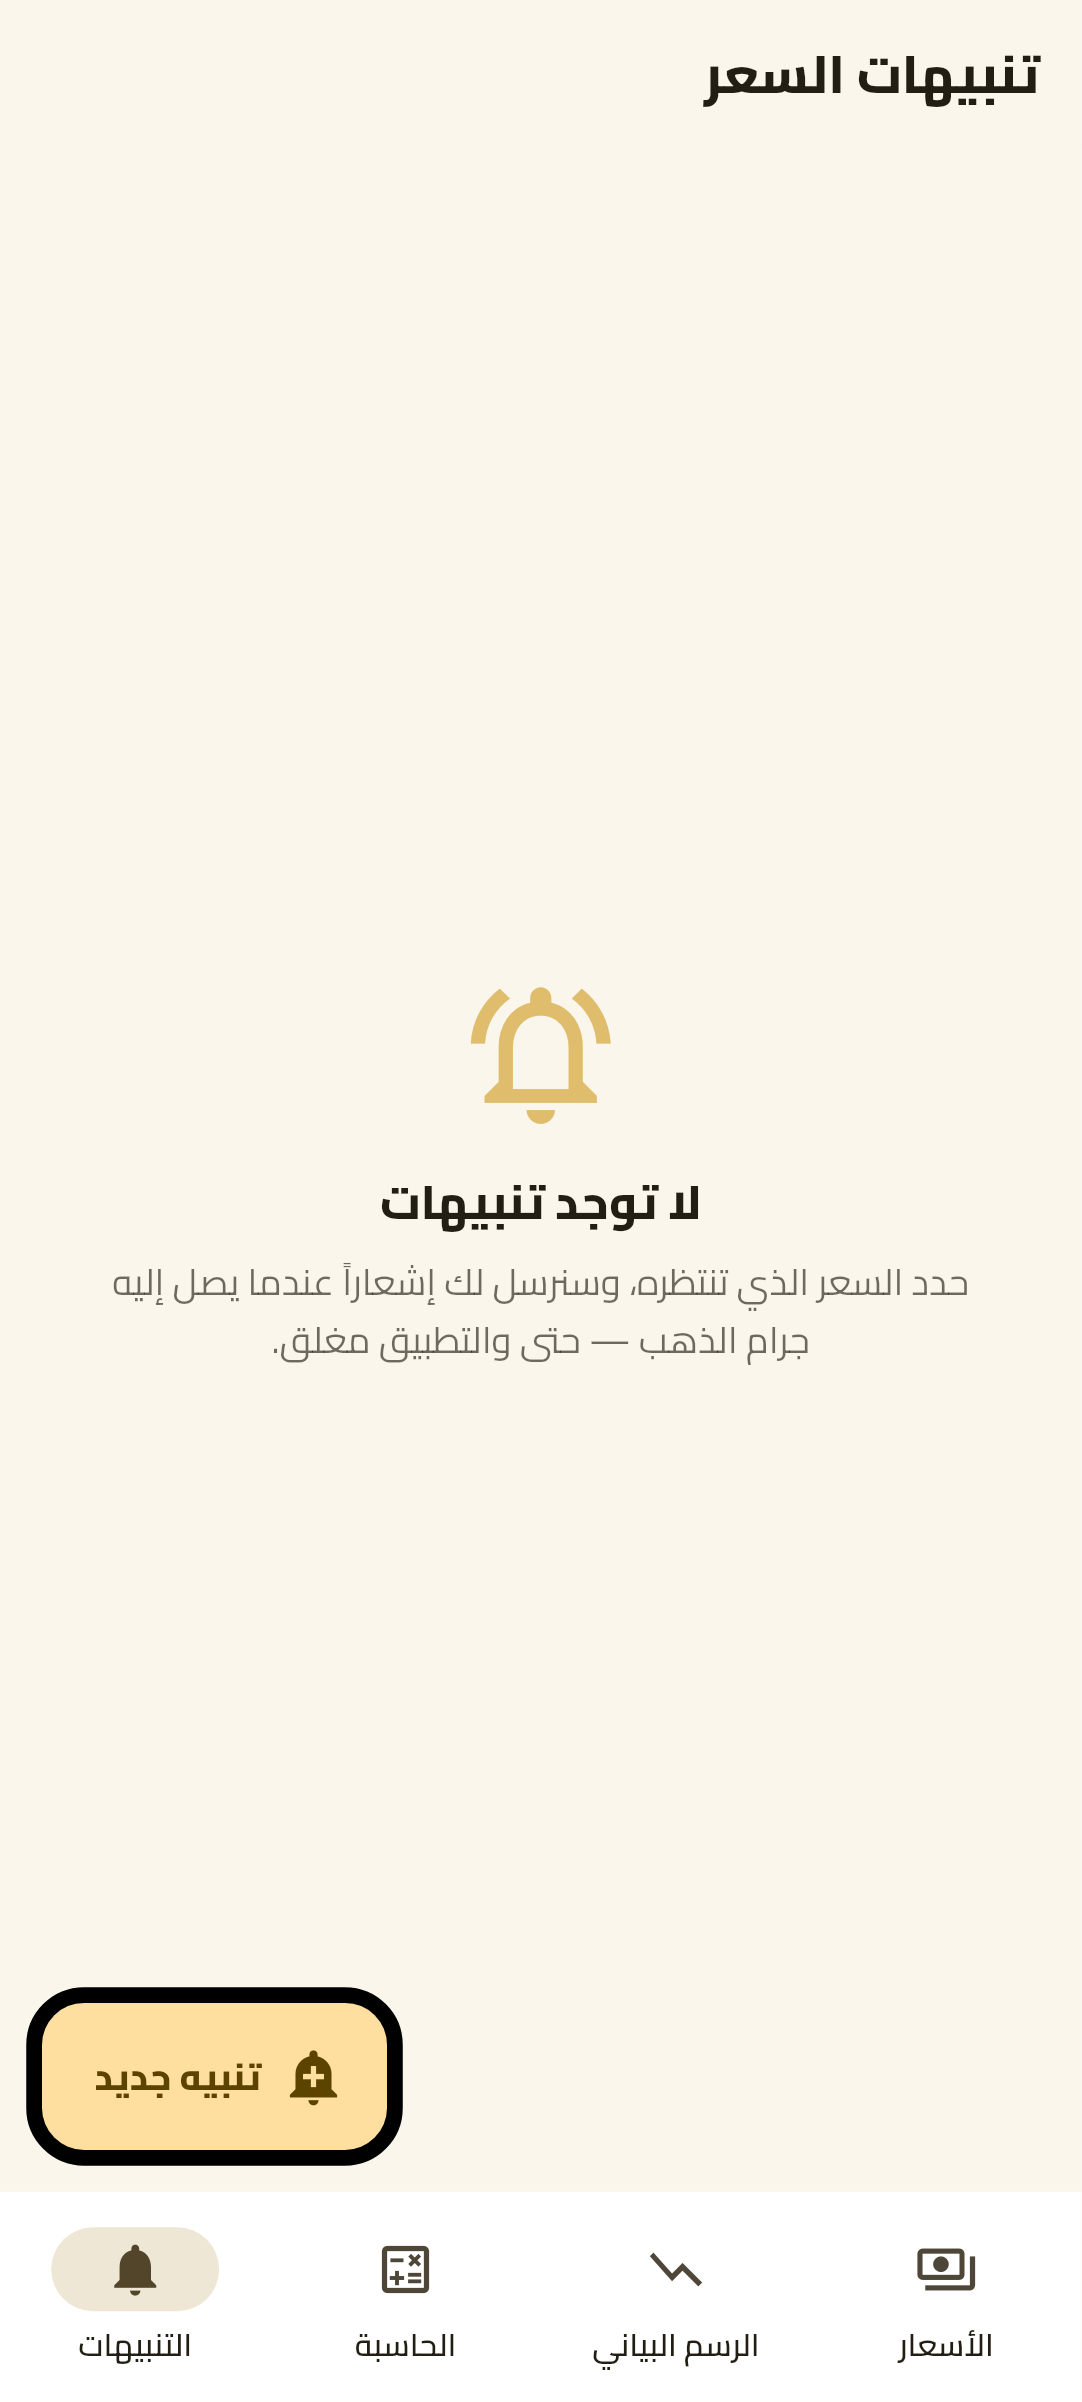 تنبيهات السعر
لا توجد تنبيهات
حدد السعر الذي تنتظره، وسنرسل لك إشعاراً عندما يصل إليه
جرام الذهب — حتى والتطبيق مغلق.
تنبيه جديد
الأسعار
الرسم البياني
الحاسبة
التنبيهات